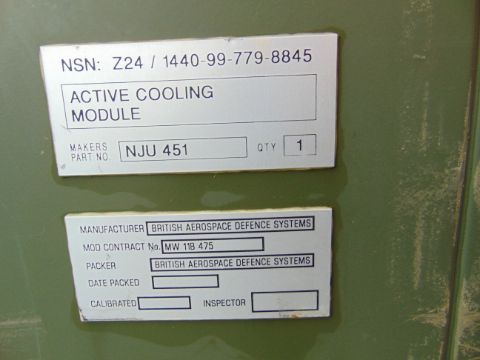 NSN: Z24 / 1440-99-779-8845
ACTIVE COOLING
MODULE
MAKERS PART NO. NJU 451 QTY 1
MANUFACTURER BRITISH AEROSPACE DEFENCE SYSTEMS
MOD CONTRACT No. MW 11B 475
PACKER BRITISH AEROSPACE DEFENCE SYSTEMS
DATE PACKED
CALIBRATED INSPECTOR